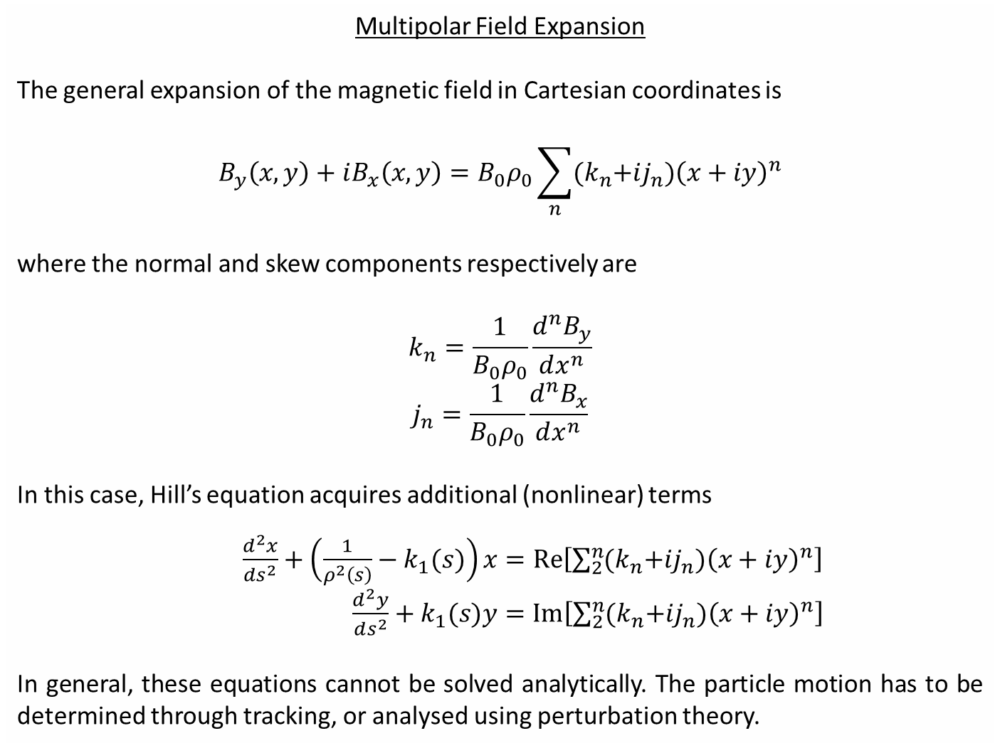 Multipolar Field Expansion
The general expansion of the magnetic field in Cartesian coordinates is
$B_y(x,y) + iB_x(x,y) = B_0\rho_0 \sum_n (k_n + ij_n)(x + iy)^n$
where the normal and skew components respectively are
$k_n = \frac{1}{B_0\rho_0} \frac{d^n B_y}{dx^n}$
$j_n = \frac{1}{B_0\rho_0} \frac{d^n B_x}{dx^n}$
In this case, Hill’s equation acquires additional (nonlinear) terms
$\frac{d^2x}{ds^2} + \left(\frac{1}{\rho^2(s)} - k_1(s)\right)x = \mathrm{Re}[\sum_2^n (k_n + ij_n)(x + iy)^n]$
$\frac{d^2y}{ds^2} + k_1(s)y = \mathrm{Im}[\sum_2^n (k_n + ij_n)(x + iy)^n]$
In general, these equations cannot be solved analytically. The particle motion has to be
determined through tracking, or analysed using perturbation theory.